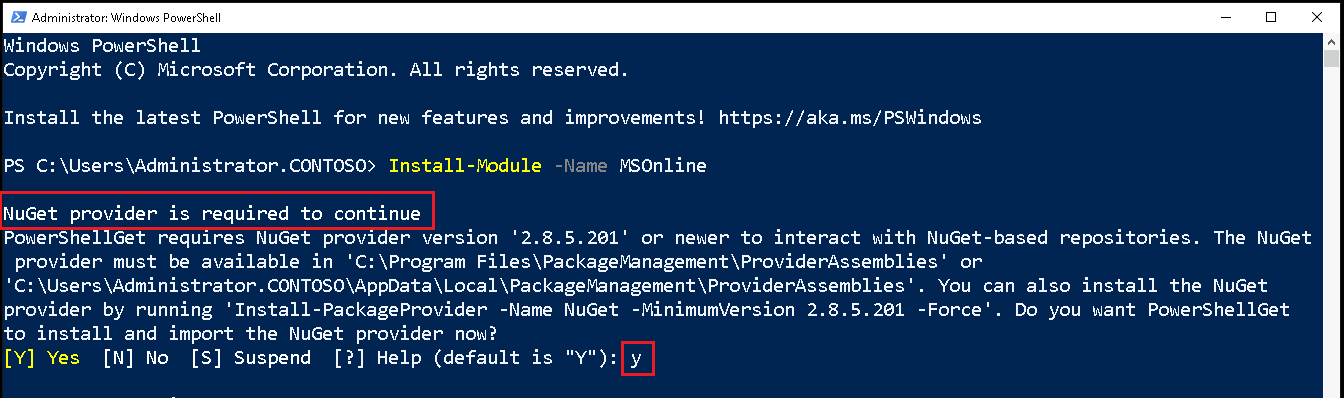 Administrator: Windows PowerShell
Windows PowerShell
Copyright (C) Microsoft Corporation. All rights reserved.
Install the latest PowerShell for new features and improvements! https://aka.ms/PSWindows
PS C:\Users\Administrator.CONTOSO> Install-Module -Name MSOnline
NuGet provider is required to continue
PowerShellGet requires NuGet provider version '2.8.5.201' or newer to interact with NuGet-based repositories. The NuGet
provider must be available in 'C:\Program Files\PackageManagement\ProviderAssemblies' or
'C:\Users\Administrator.CONTOSO\AppData\Local\PackageManagement\ProviderAssemblies'. You can also install the NuGet
provider by running 'Install-PackageProvider -Name NuGet -MinimumVersion 2.8.5.201 -Force'. Do you want PowerShellGet
to install and import the NuGet provider now?
[Y] Yes  [N] No  [S] Suspend  [?] Help (default is "Y"): y